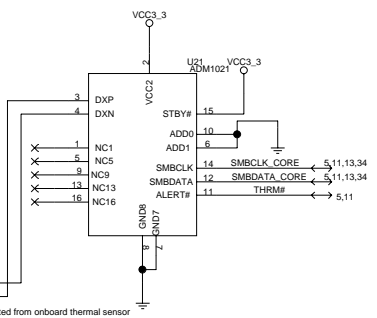 VCC3_3
U21
VCC3_3
ADM1021
2
VCC2
3 DXP
4 DXN
STBY# 15
ADD0 10
ADD1 6
1 NC1
5 NC5
9 NC9
13 NC13
16 NC16
SMBCLK 14 SMBCLK_CORE 5,11,13,34
SMBDATA 12 SMBDATA_CORE 5,11,13,34
ALERT# 11 THRM# 5,11
GND8
GND7
8
7
ted from onboard thermal sensor